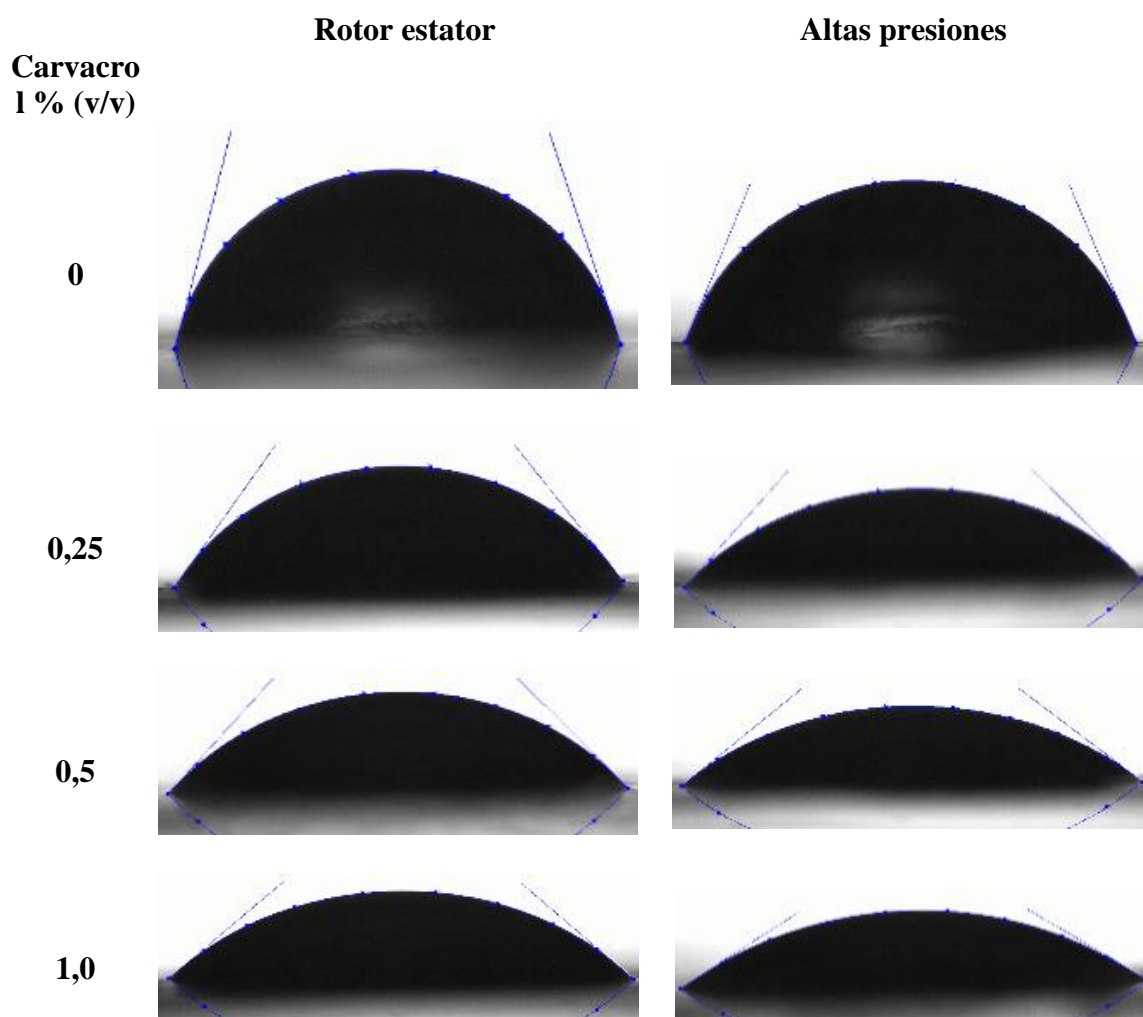 Rotor estator
Altas presiones
Carvacro
l % (v/v)
0
0,25
0,5
1,0